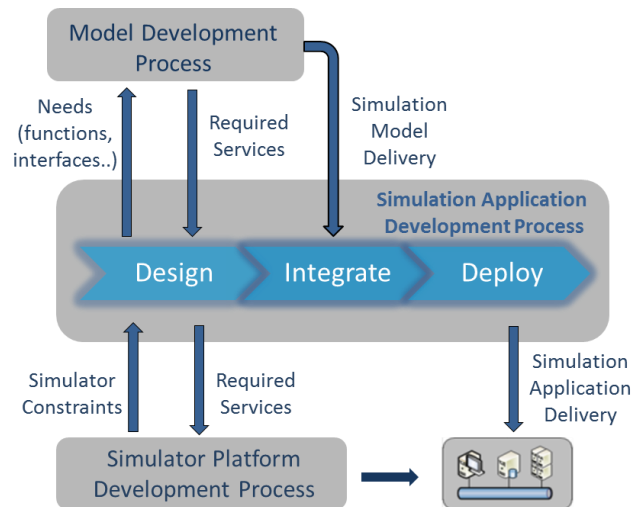 Model Development
Process
Needs
(functions,
interfaces..)
Required
Services
Simulation
Model
Delivery
Simulation Application
Development Process
Design
Integrate
Deploy
Simulator
Constraints
Required
Services
Simulation
Application
Delivery
Simulator Platform
Development Process